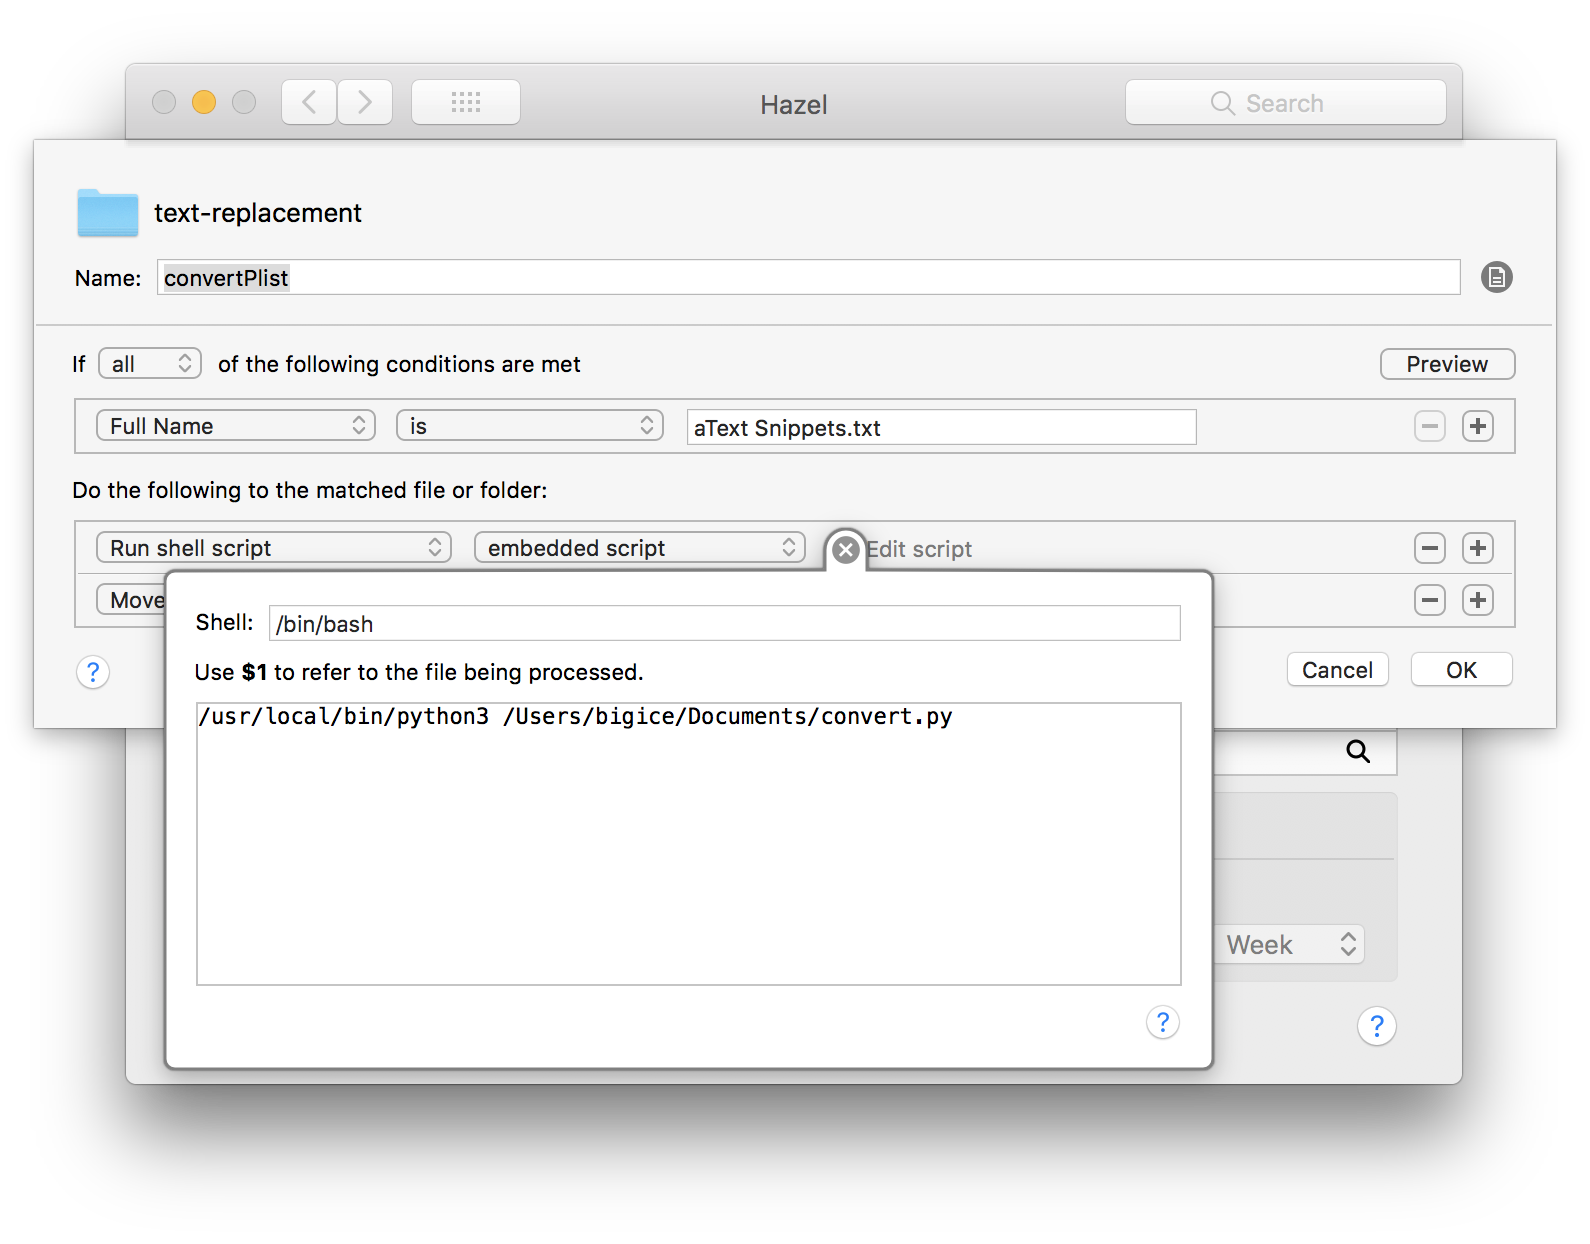 Hazel
Search
text-replacement
Name: convertPlist
If all of the following conditions are met
Preview
Full Name is aText Snippets.txt
Do the following to the matched file or folder:
Run shell script embedded script Edit script
Move
Shell: /bin/bash
Use $1 to refer to the file being processed.
/usr/local/bin/python3 /Users/bigice/Documents/convert.py
?
Cancel
OK
Week
?
?